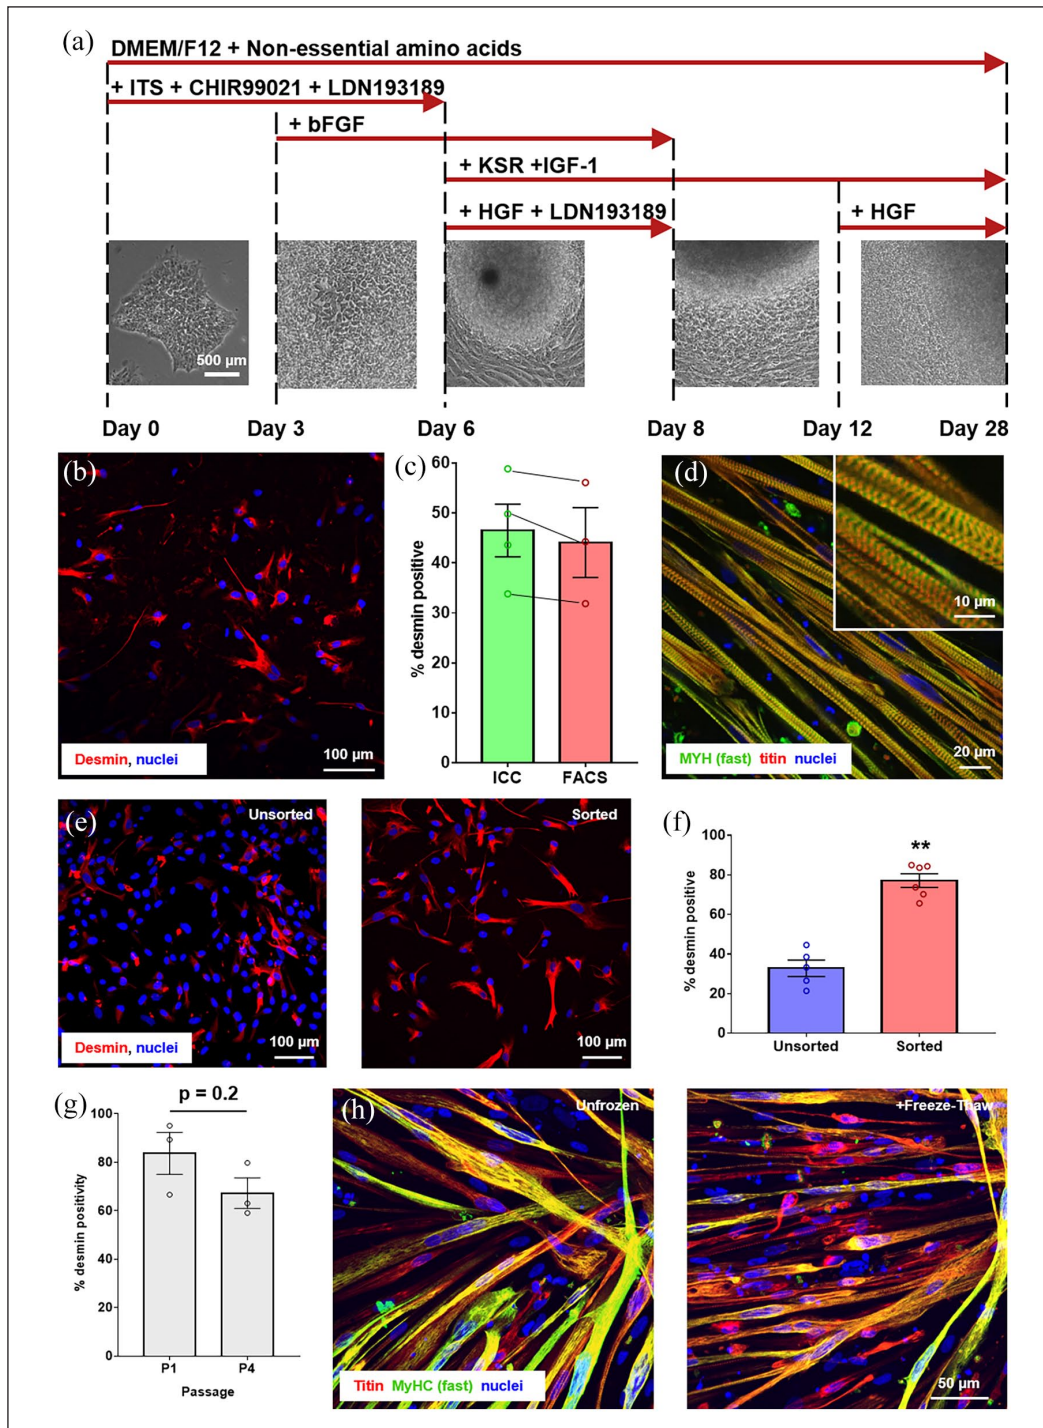 (a)
DMEM/F12 + Non-essential amino acids
+ ITS + CHIR99021 + LDN193189
+ bFGF
+ KSR +IGF-1
+ HGF + LDN193189
+ HGF
500 µm
Day 0
Day 3
Day 6
Day 8
Day 12
Day 28
(b)
Desmin, nuclei
100 µm
(c)
% desmin positive
60
50
40
30
20
10
0
ICC
FACS
(d)
10 µm
MYH (fast) titin nuclei
20 µm
(e)
Unsorted
Desmin, nuclei
100 µm
Sorted
100 µm
(f)
% desmin positive
100
80
60
40
20
0
**
Unsorted
Sorted
(g)
p = 0.2
% desmin positivity
100
80
60
40
20
0
P1
P4
Passage
(h)
Unfrozen
Titin MyHC (fast) nuclei
+Freeze-Thaw
50 µm